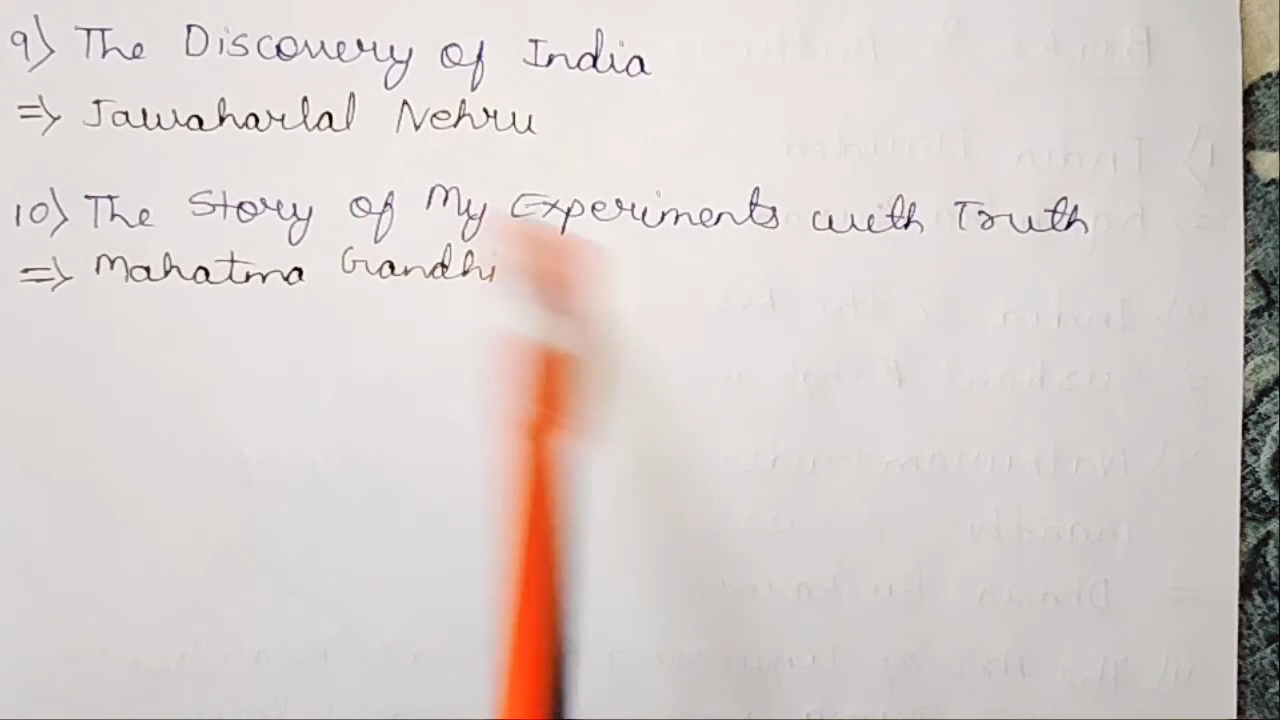 9) The Discovery of India
=> Jawaharlal Nehru
10) The Story of My Experiments with Truth
=> Mahatma Gandhi